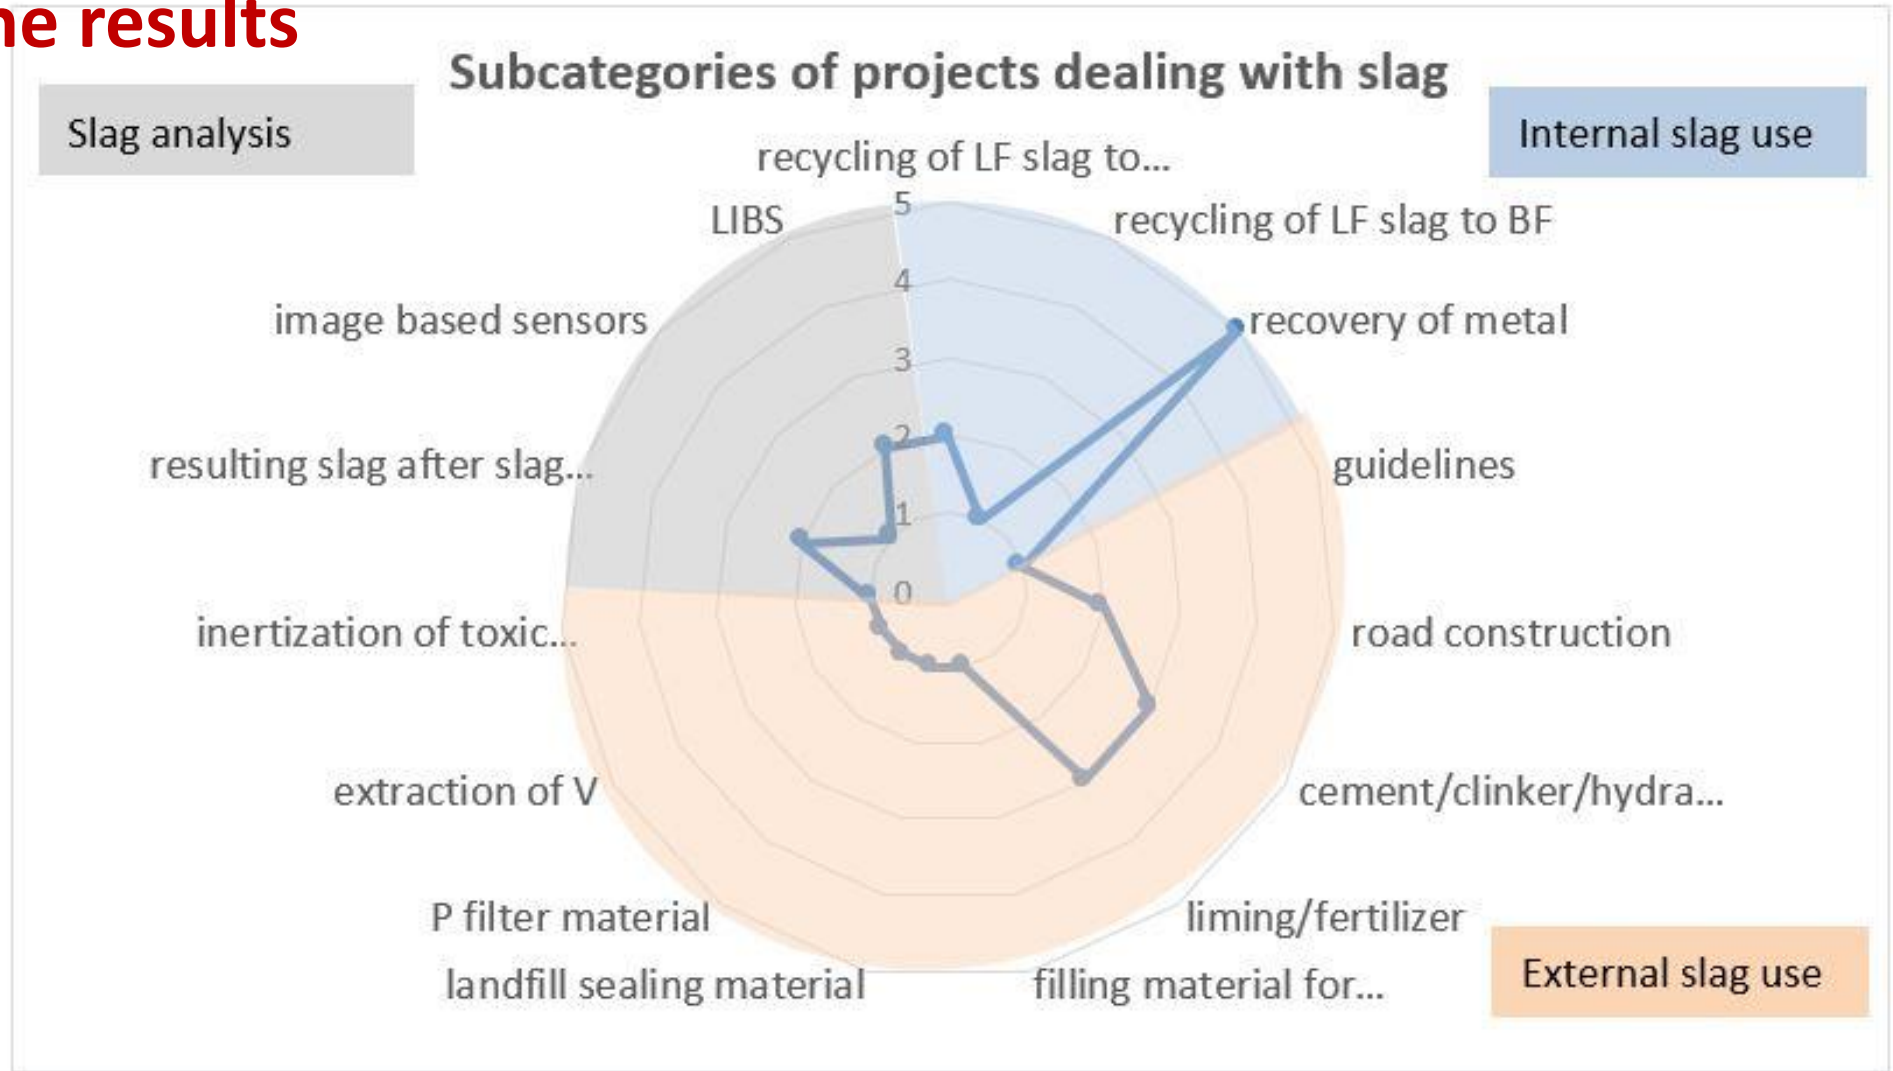 ne results
Subcategories of projects dealing with slag
Slag analysis
Internal slag use
recycling of LF slag to...
LIBS
5
recycling of LF slag to BF
4
image based sensors
recovery of metal
3
2
resulting slag after slag...
guidelines
1
0
inertization of toxic...
road construction
extraction of V
cement/clinker/hydra...
P filter material
liming/fertilizer
landfill sealing material
filling material for...
External slag use